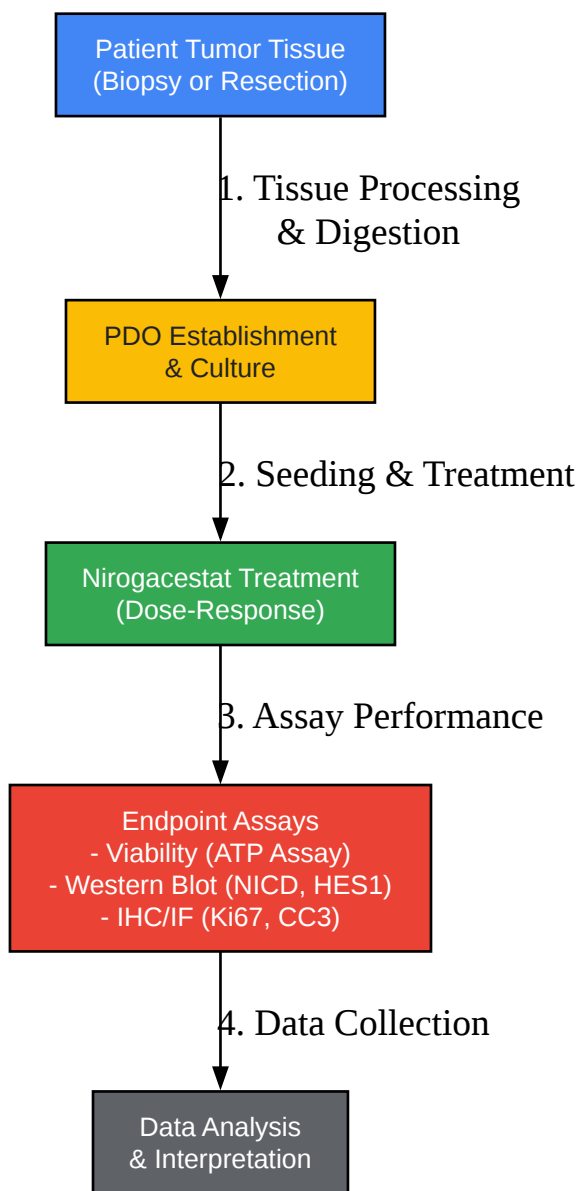 Patient Tumor Tissue
(Biopsy or Resection)
1. Tissue Processing
& Digestion
PDO Establishment
& Culture
2. Seeding & Treatment
Nirogacestat Treatment
(Dose-Response)
3. Assay Performance
Endpoint Assays
- Viability (ATP Assay)
- Western Blot (NICD, HES1)
- IHC/IF (Ki67, CC3)
4. Data Collection
Data Analysis
& Interpretation